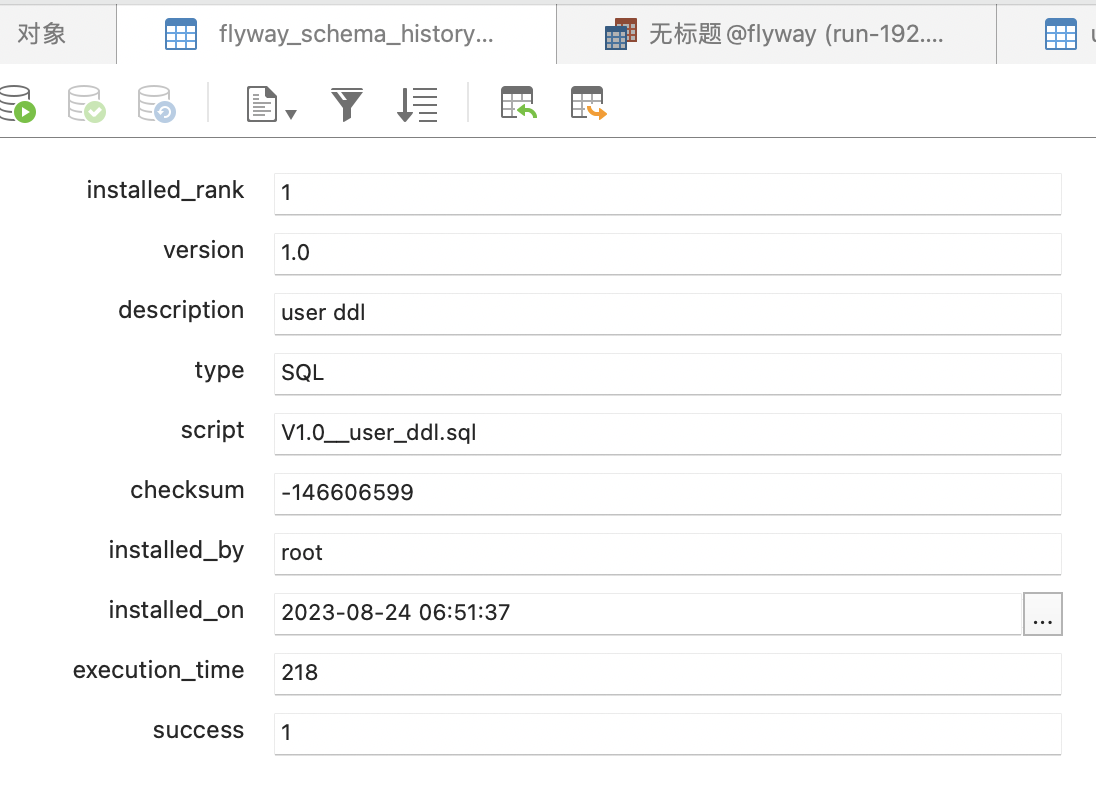 对象
flyway_schema_history...
无标题 @flyway (run-192....
installed_rank 1
version 1.0
description user ddl
type SQL
script V1.0__user_ddl.sql
checksum -146606599
installed_by root
installed_on 2023-08-24 06:51:37 ...
execution_time 218
success 1